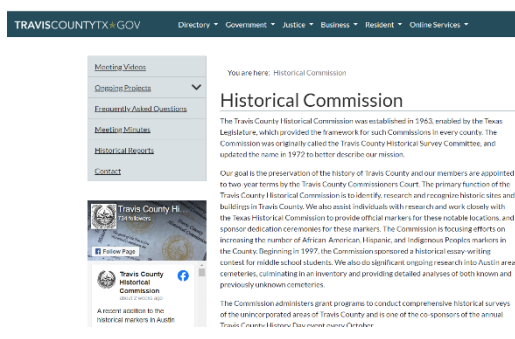 TRAVISCOUNTYTX★GOV
Directory Government Justice Business Resident Online Services
Meeting Videos
Ongoing Projects
Frequently Asked Questions
Meeting Minutes
Historical Reports
Contact
Travis County Hi...
734 followers
Follow Page
Travis County
Historical
Commission
about 2 weeks ago
A recent addition to the
historical markers in Austin
You are here: Historical Commission
Historical Commission
The Travis County Historical Commission was established in 1963, enabled by the Texas
Legislature, which provided the framework for such Commissions in every county. The
Commission was originally called the Travis County Historical Survey Committee, and
updated the name in 1972 to better describe our mission.
Our goal is the preservation of the history of Travis County and our members are appointed
to two year terms by the Travis County Commissioners Court. The primary function of the
Travis County Historical Commission is to identify, research and recognize historic sites and
buildings in Travis County. We also assist individuals with research and work closely with
the Texas Historical Commission to provide official markers for these notable locations, and
sponsor dedication ceremonies for these markers. The Commission is focusing efforts on
increasing the number of African American, Hispanic, and Indigenous Peoples markers in
the County. Beginning in 1997, the Commission sponsored a historical essay-writing
contest for middle school students. We also do significant ongoing research into Austin area
cemeteries, culminating in an inventory and providing detailed analyses of both known and
previously unknown cemeteries.
The Commission administers grant programs to conduct comprehensive historical surveys
of the unincorporated areas of Travis County and is one of the co-sponsors of the annual
Travis County History Day event every October.